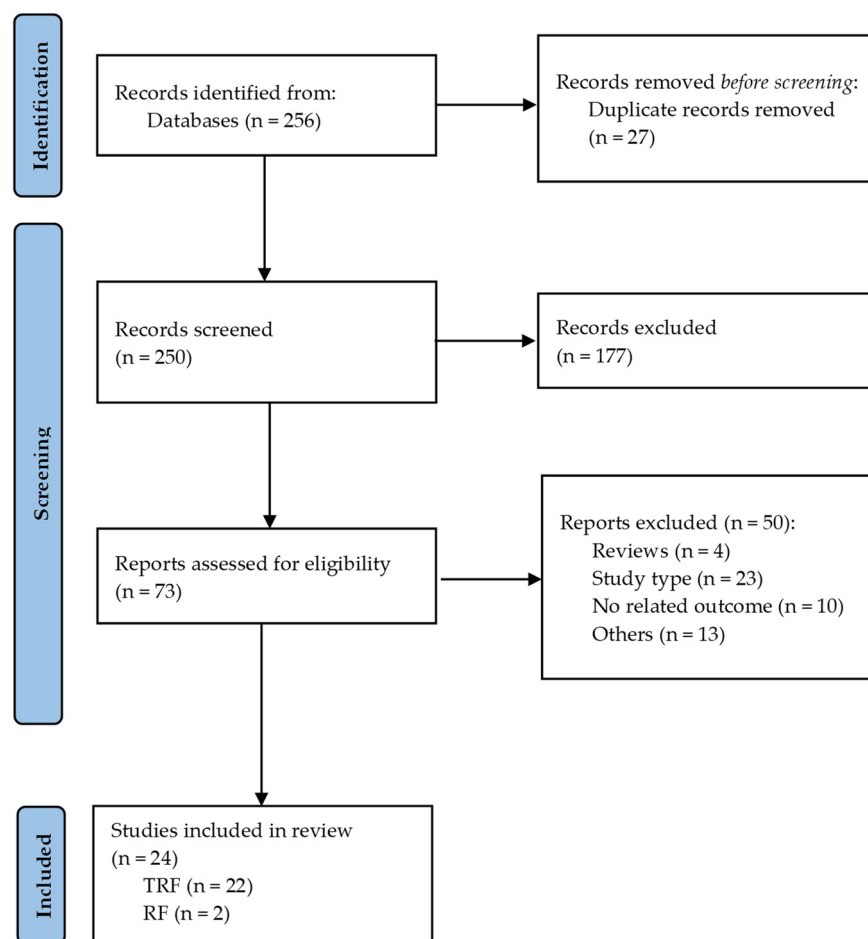 Identification
Records identified from:
Databases (n = 256)
Records removed before screening:
Duplicate records removed
(n = 27)
Screening
Records screened
(n = 250)
Records excluded
(n = 177)
Reports assessed for eligibility
(n = 73)
Reports excluded (n = 50):
Reviews (n = 4)
Study type (n = 23)
No related outcome (n = 10)
Others (n = 13)
Included
Studies included in review
(n = 24)
TRF (n = 22)
RF (n = 2)